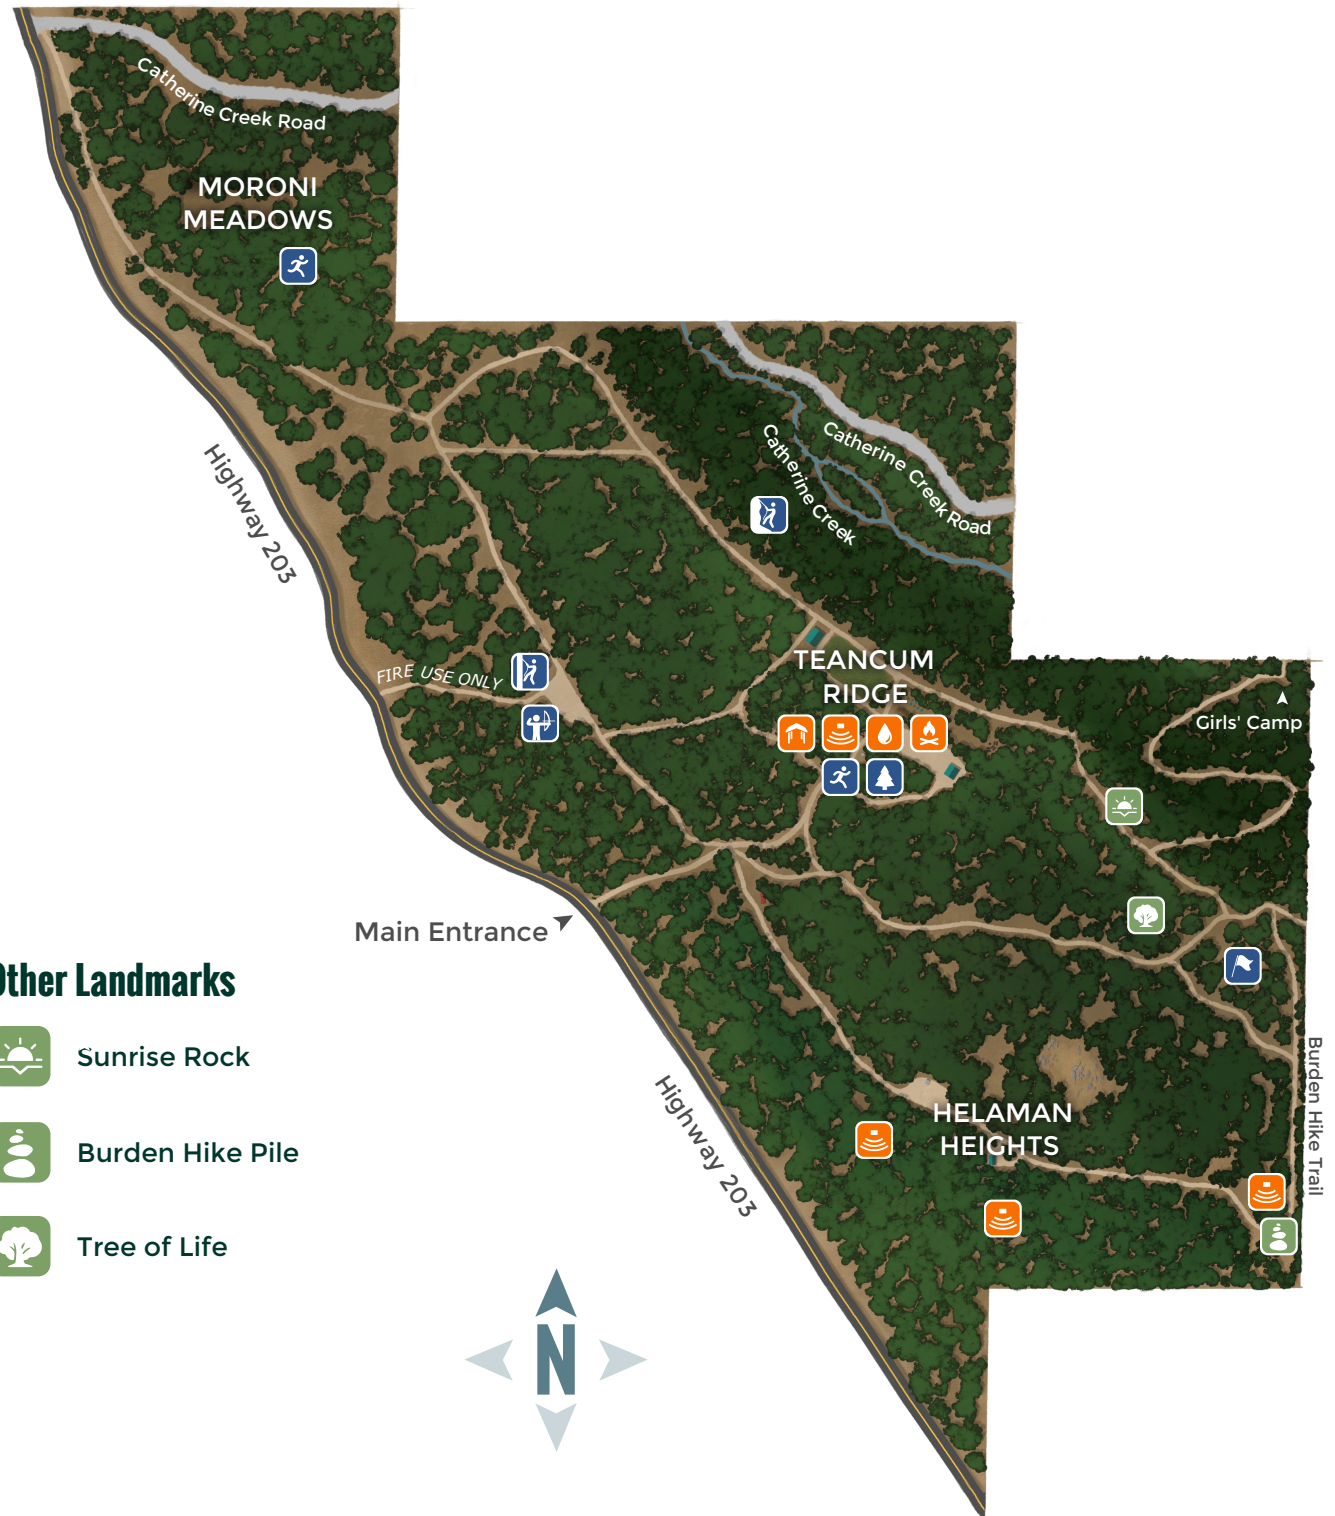 Catherine Creek Road
MORONI
MEADOWS
Highway 203
Catherine Creek
Catherine Creek Road
FIRE USE ONLY
TEANCUM
RIDGE
Girls' Camp
Main Entrance
Other Landmarks
Sunrise Rock
Burden Hike Pile
Tree of Life
Highway 203
HELAMAN
HEIGHTS
Burden Hike Trail
N